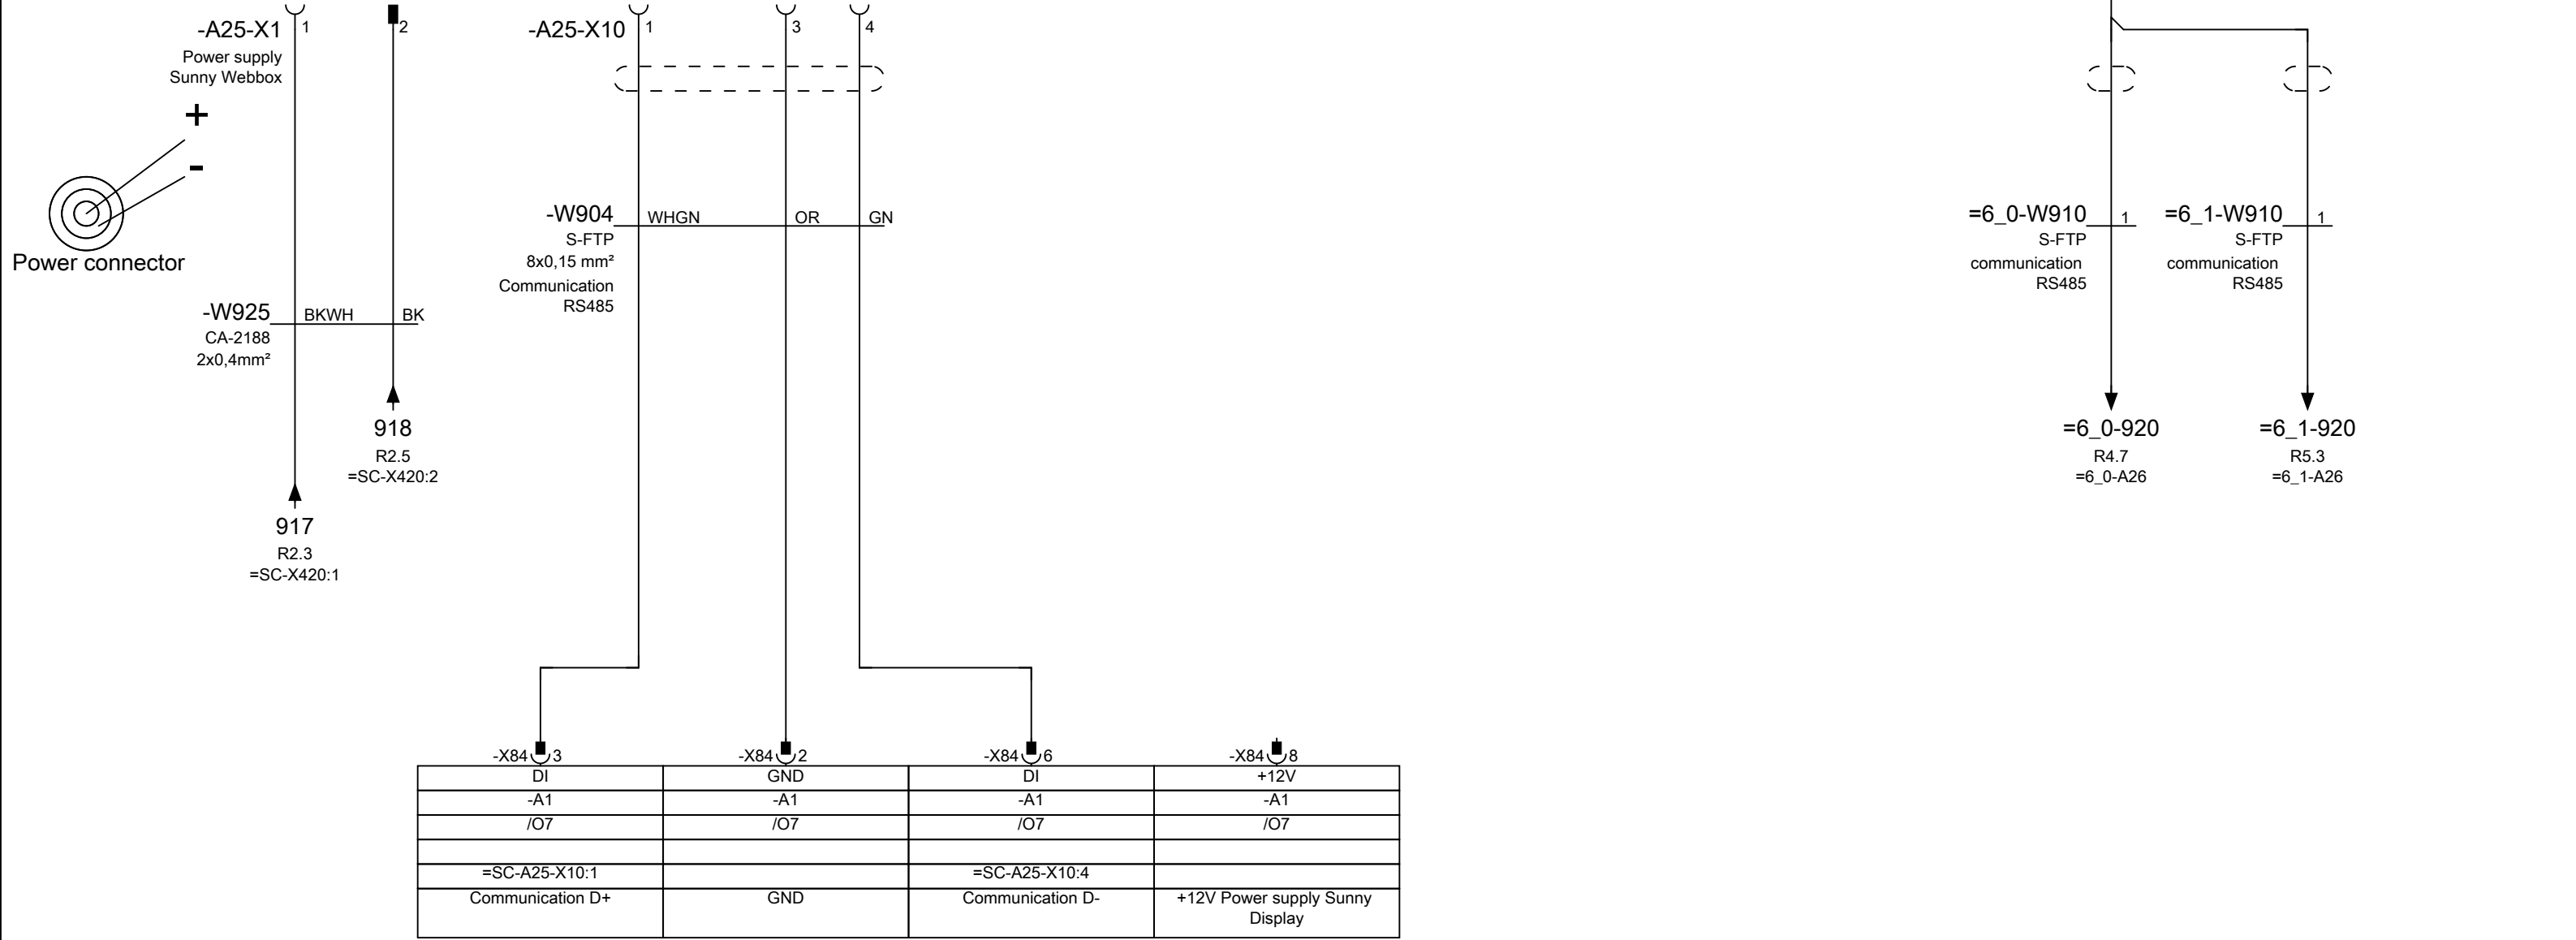 -A25-X1 1 2
Power supply
Sunny Webbox
+
-
Power connector
-W925 BKWH BK
CA-2188
2x0,4mm²
918
R2.5
=SC-X420:2
917
R2.3
=SC-X420:1
-A25-X10 1 3 4
-W904 WHGN OR GN
S-FTP
8x0,15 mm²
Communication
RS485
=6_0-W910 1
S-FTP
communication
RS485
=6_0-920
R4.7
=6_0-A26
=6_1-W910 1
S-FTP
communication
RS485
=6_1-920
R5.3
=6_1-A26
-X84 3 -X84 2 -X84 6 -X84 8
DI GND DI +12V
-A1 -A1 -A1 -A1
/O7 /O7 /O7 /O7
=SC-A25-X10:1 =SC-A25-X10:4
Communication D+ GND Communication D- +12V Power supply Sunny
Display